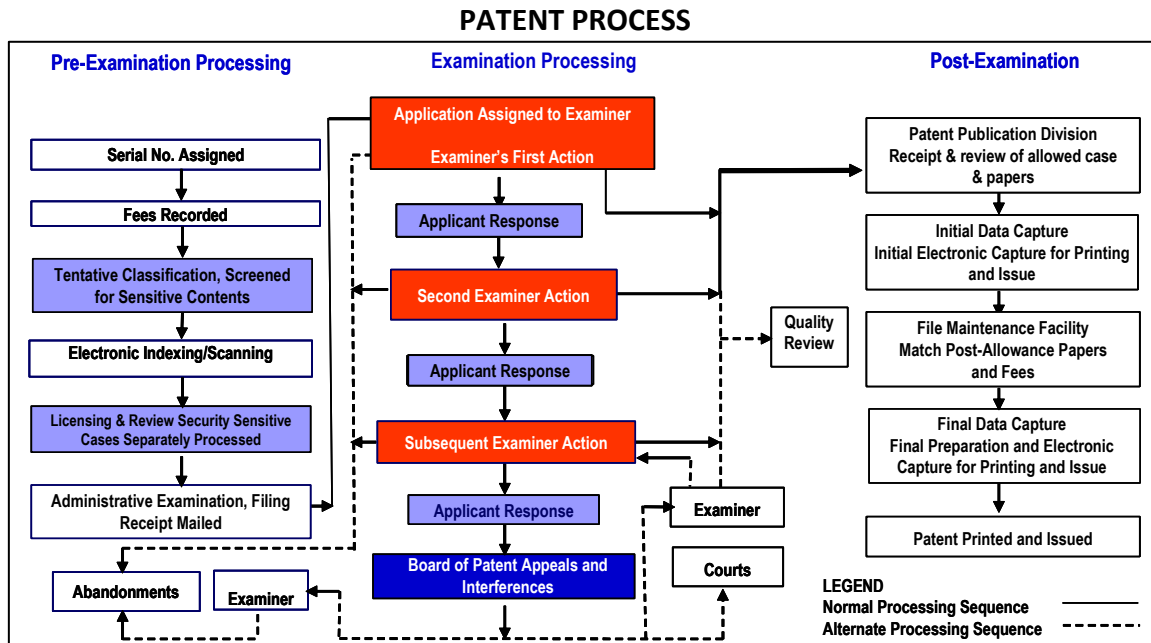 PATENT PROCESS
Pre-Examination Processing
Serial No. Assigned
Fees Recorded
Tentative Classification, Screened
for Sensitive Contents
Electronic Indexing/Scanning
Licensing & Review Security Sensitive
Cases Separately Processed
Administrative Examination, Filing
Receipt Mailed
Abandonments
Examiner
Examination Processing
Application Assigned to Examiner
Examiner's First Action
Applicant Response
Second Examiner Action
Applicant Response
Subsequent Examiner Action
Applicant Response
Board of Patent Appeals and
Interferences
Quality
Review
Examiner
Courts
Post-Examination
Patent Publication Division
Receipt & review of allowed case
& papers
Initial Data Capture
Initial Electronic Capture for Printing
and Issue
File Maintenance Facility
Match Post-Allowance Papers
and Fees
Final Data Capture
Final Preparation and Electronic
Capture for Printing and Issue
Patent Printed and Issued
LEGEND
Normal Processing Sequence
Alternate Processing Sequence